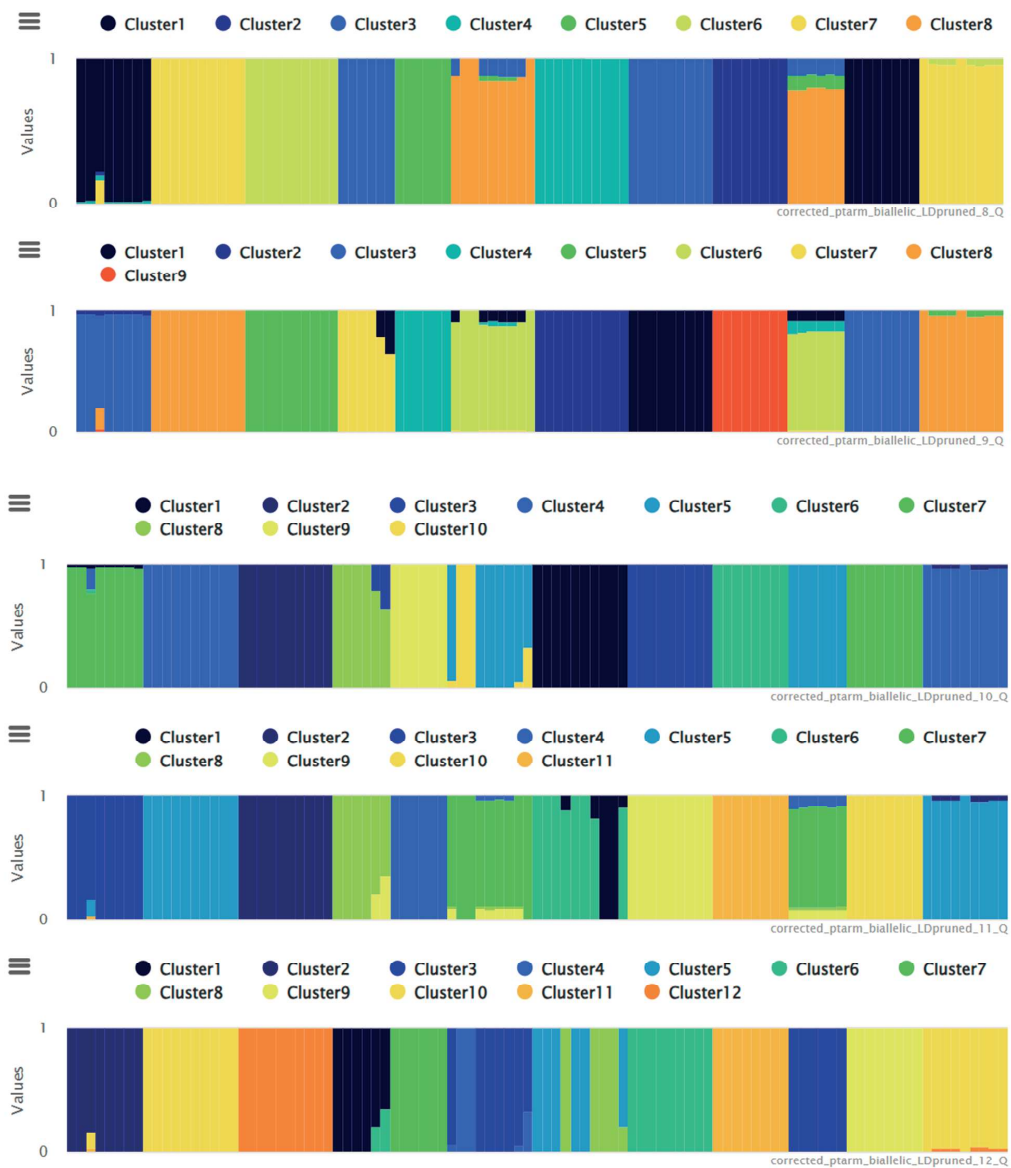 Cluster1 Cluster2 Cluster3 Cluster4 Cluster5 Cluster6 Cluster7 Cluster8
1
Values
0
corrected_ptarm_biallelic_LDpruned_8_Q
Cluster1 Cluster2 Cluster3 Cluster4 Cluster5 Cluster6 Cluster7 Cluster8
Cluster9
1
Values
0
corrected_ptarm_biallelic_LDpruned_9_Q
Cluster1 Cluster2 Cluster3 Cluster4 Cluster5 Cluster6 Cluster7
Cluster8 Cluster9 Cluster10
1
Values
0
corrected_ptarm_biallelic_LDpruned_10_Q
Cluster1 Cluster2 Cluster3 Cluster4 Cluster5 Cluster6 Cluster7
Cluster8 Cluster9 Cluster10 Cluster11
1
Values
0
corrected_ptarm_biallelic_LDpruned_11_Q
Cluster1 Cluster2 Cluster3 Cluster4 Cluster5 Cluster6 Cluster7
Cluster8 Cluster9 Cluster10 Cluster11 Cluster12
1
Values
0
corrected_ptarm_biallelic_LDpruned_12_Q